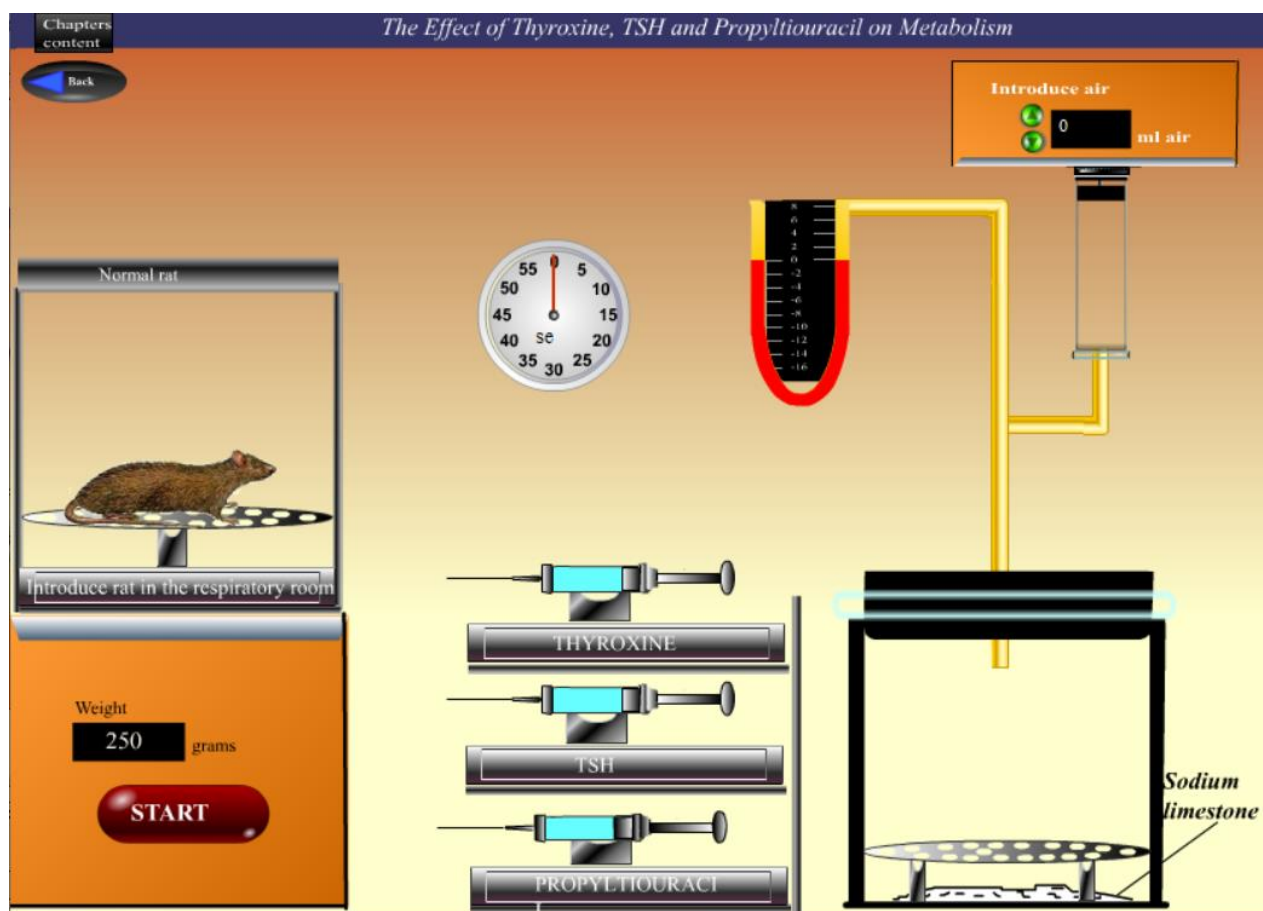 Chapters
content
The Effect of Thyroxine, TSH and Propyltiouracil on Metabolism
Back
Introduce air
0
ml air
8
6
4
2
0
-2
-4
-6
-8
-10
-12
-14
-16
Normal rat
0
5
10
15
20
25
30
35
40
45
50
55
se
Introduce rat in the respiratory room
THYROXINE
Weight
250 grams
TSH
START
Sodium
limestone
PROPYLTIOURACI